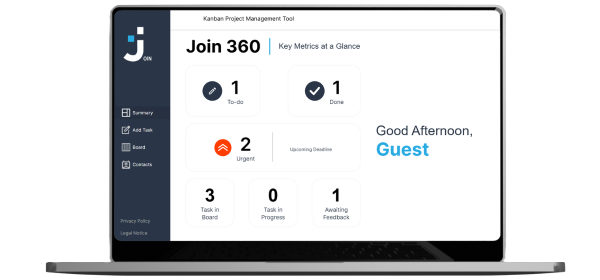 Kanban Project Management Tool
JOIN
Join 360
Key Metrics at a Glance
1
To-do
1
Done
Summary
Add Task
Board
Contacts
2
Urgent
Upcoming Deadline
Good Afternoon,
Guest
3
Task in
Board
0
Task in
Progress
1
Awaiting
Feedback
Privacy Policy
Legal Notice